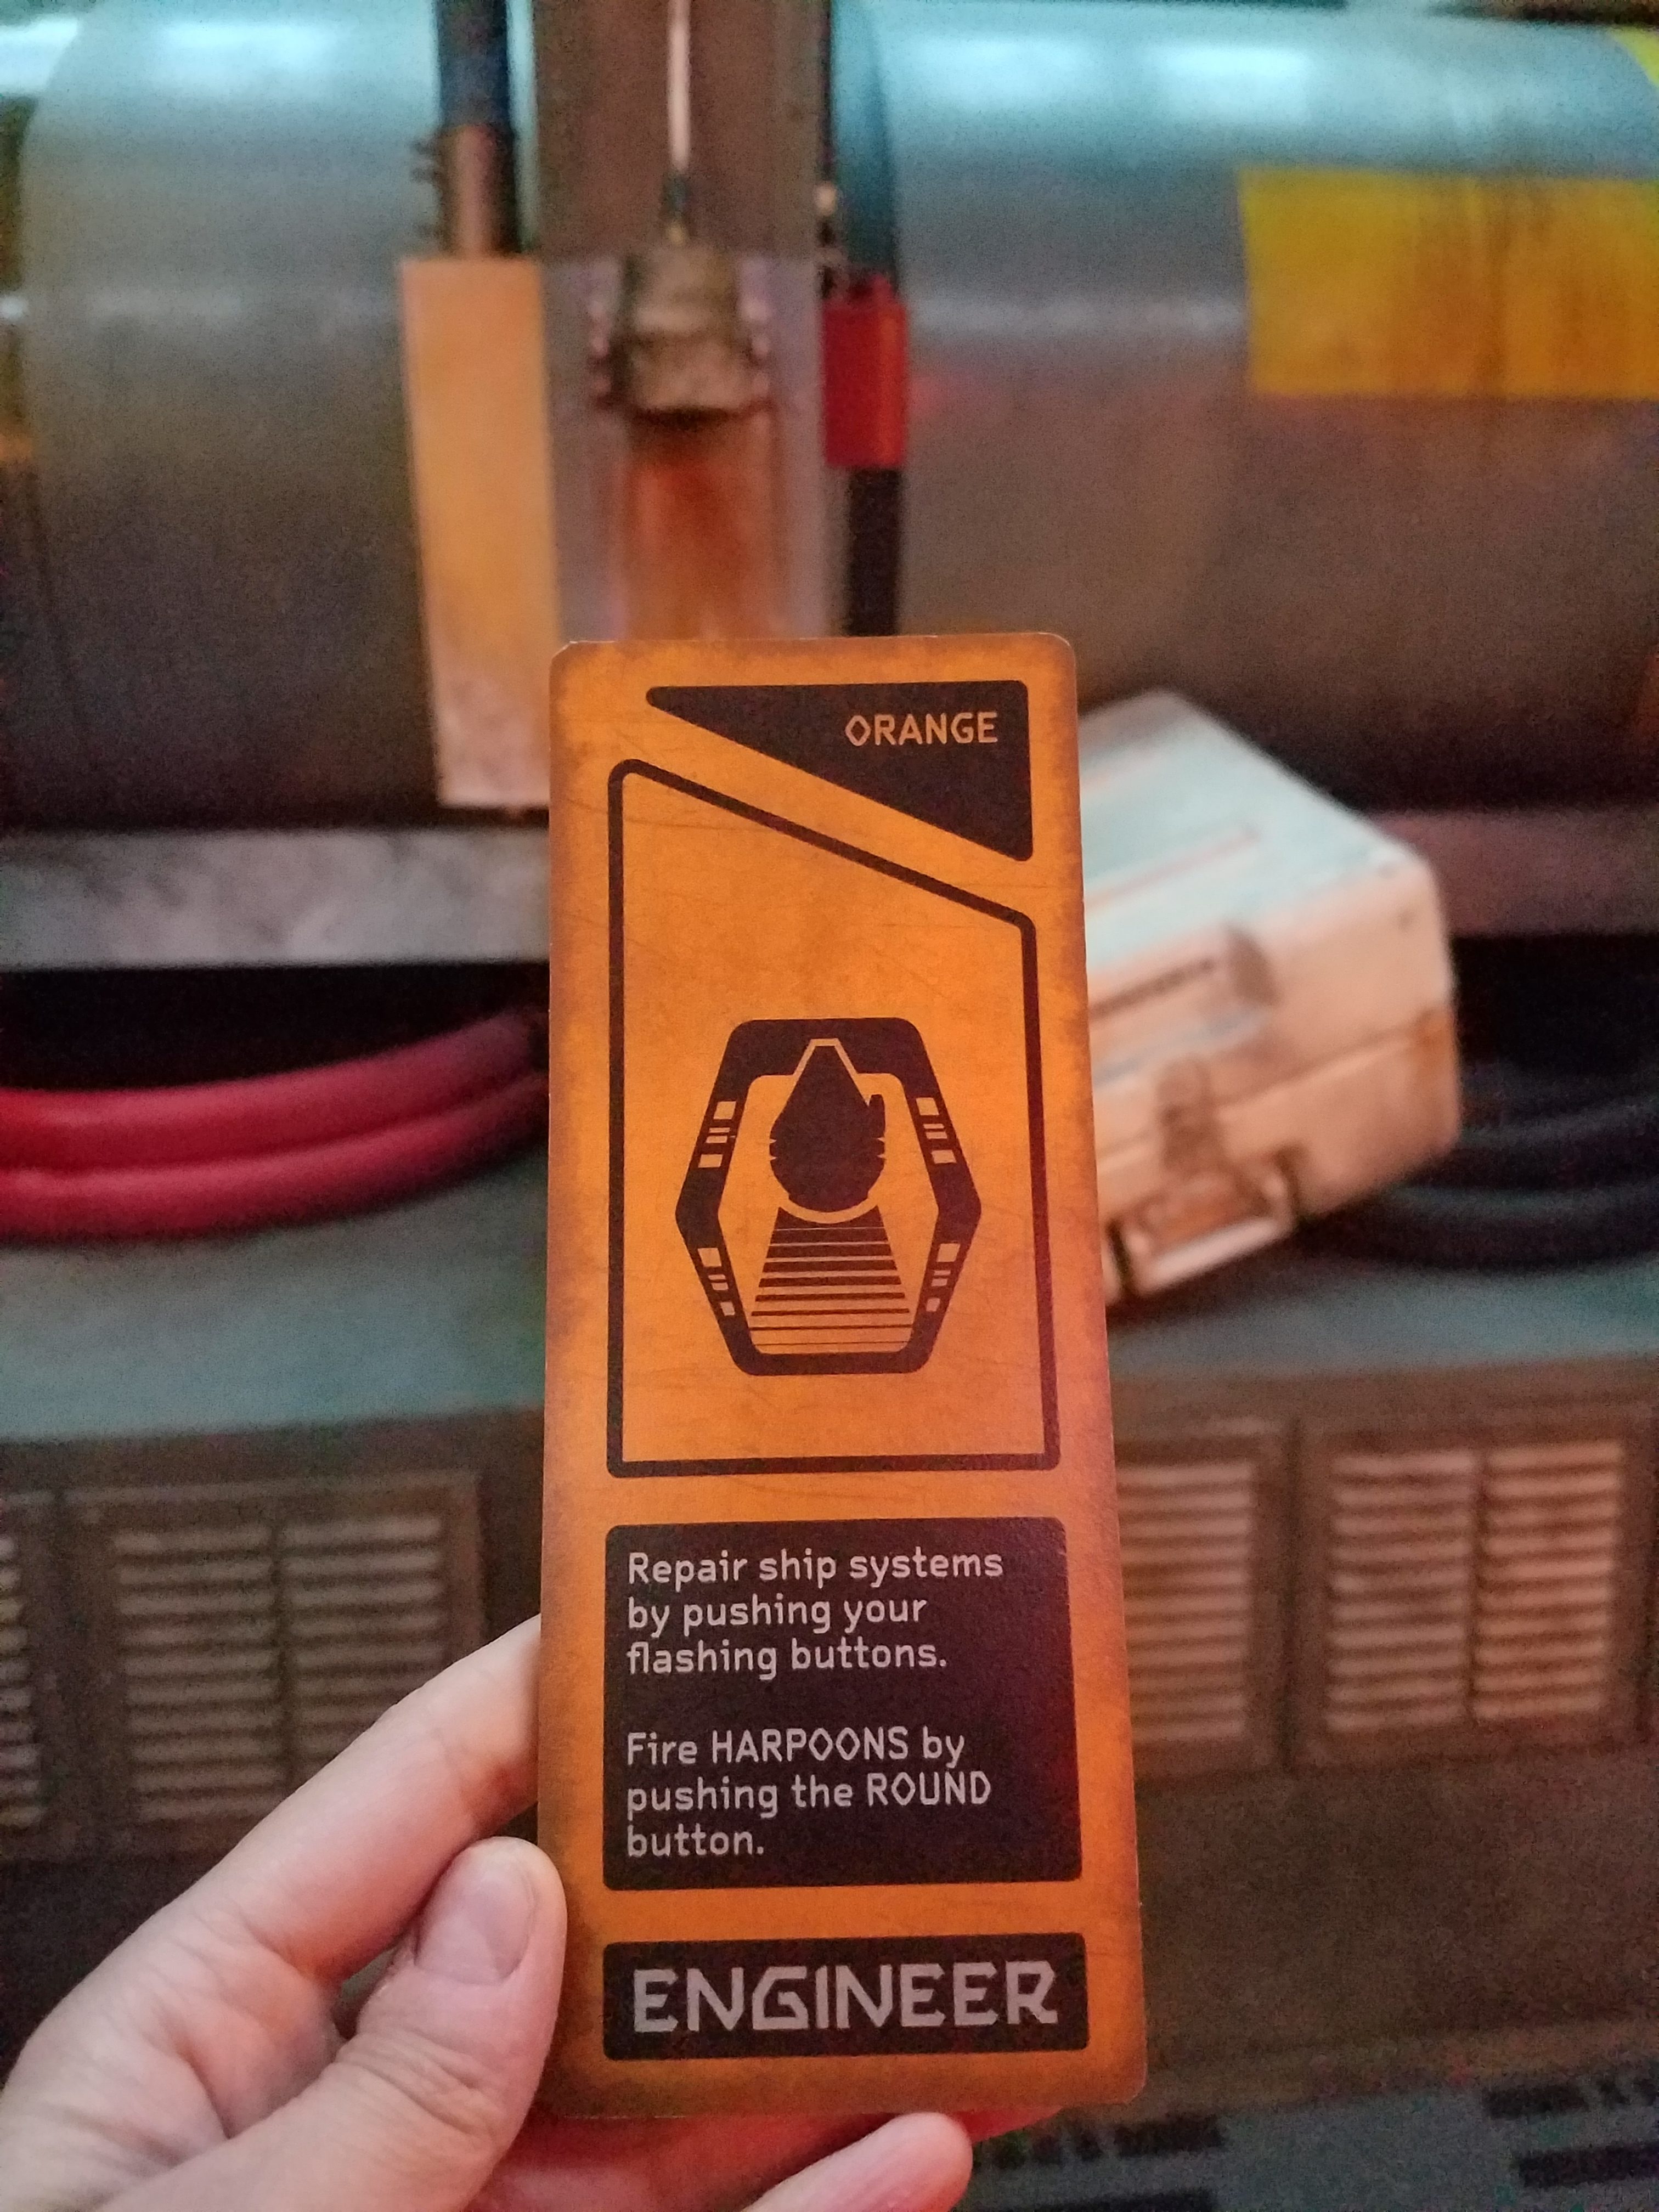 ORANGE
Repair ship systems
by pushing your
flashing buttons.
Fire HARPOONS by
pushing the ROUND
button.
ENGINEER